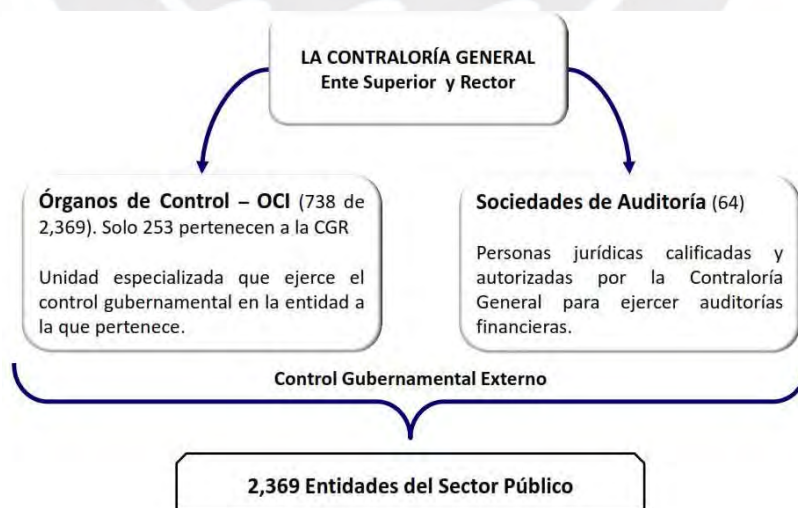 LA CONTRALORÍA GENERAL
Ente Superior y Rector
Órganos de Control – OCI (738 de
2,369). Solo 253 pertenecen a la CGR
Unidad especializada que ejerce el
control gubernamental en la entidad a
la que pertenece.
Sociedades de Auditoría (64)
Personas jurídicas calificadas y
autorizadas por la Contraloría
General para ejercer auditorías
financieras.
Control Gubernamental Externo
2,369 Entidades del Sector Público